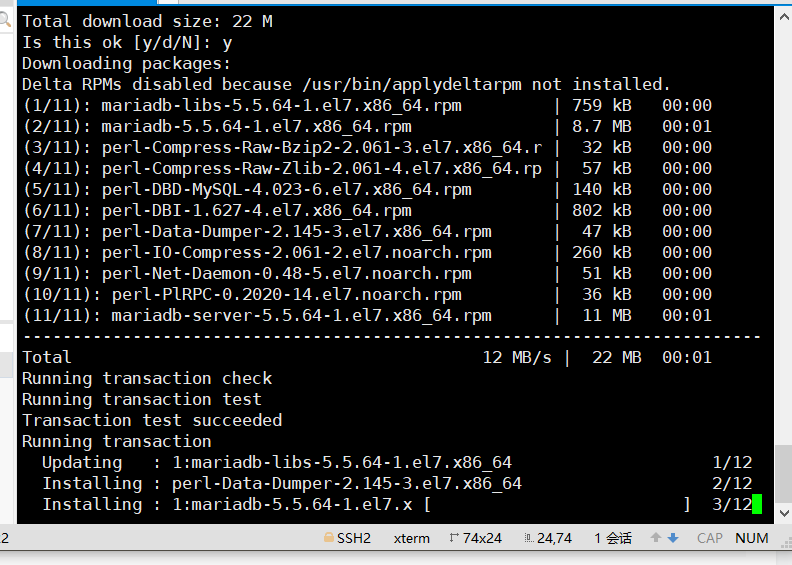 Total download size: 22 M
Is this ok [y/d/N]: y
Downloading packages:
Delta RPMs disabled because /usr/bin/applydeltarpm not installed.
(1/11): mariadb-libs-5.5.64-1.el7.x86_64.rpm | 759 kB 00:00
(2/11): mariadb-5.5.64-1.el7.x86_64.rpm | 8.7 MB 00:01
(3/11): perl-Compress-Raw-Bzip2-2.061-3.el7.x86_64.r | 32 kB 00:00
(4/11): perl-Compress-Raw-Zlib-2.061-4.el7.x86_64.rp | 57 kB 00:00
(5/11): perl-DBD-MySQL-4.023-6.el7.x86_64.rpm | 140 kB 00:00
(6/11): perl-DBI-1.627-4.el7.x86_64.rpm | 802 kB 00:00
(7/11): perl-Data-Dumper-2.145-3.el7.x86_64.rpm | 47 kB 00:00
(8/11): perl-IO-Compress-2.061-2.el7.noarch.rpm | 260 kB 00:00
(9/11): perl-Net-Daemon-0.48-5.el7.noarch.rpm | 51 kB 00:00
(10/11): perl-PlRPC-0.2020-14.el7.noarch.rpm | 36 kB 00:00
(11/11): mariadb-server-5.5.64-1.el7.x86_64.rpm | 11 MB 00:01
--------------------------------------------------------------------------
Total 12 MB/s | 22 MB 00:01
Running transaction check
Running transaction test
Transaction test succeeded
Running transaction
Updating : 1:mariadb-libs-5.5.64-1.el7.x86_64 1/12
Installing : perl-Data-Dumper-2.145-3.el7.x86_64 2/12
Installing : 1:mariadb-5.5.64-1.el7.x [ ] 3/12
2 SSH2 xterm 74x24 24,74 1 会话 CAP NUM